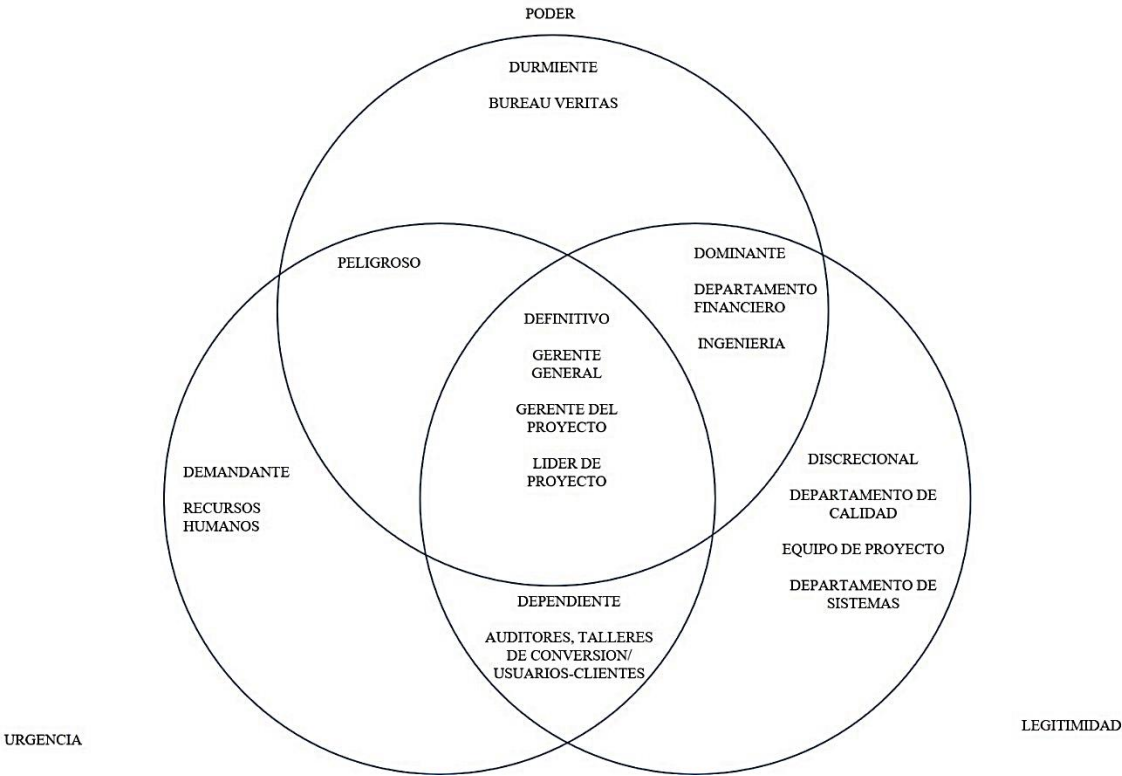 PODER
DURMIENTE
BUREAU VERITAS
PELIGROSO
DOMINANTE
DEPARTAMENTO
FINANCIERO
INGENIERIA
DEFINITIVO
GERENTE
GENERAL
GERENTE DEL
PROYECTO
LIDER DE
PROYECTO
DEMANDANTE
RECURSOS
HUMANOS
DISCRECIONAL
DEPARTAMENTO DE
CALIDAD
EQUIPO DE PROYECTO
DEPARTAMENTO DE
SISTEMAS
DEPENDIENTE
AUDITORES, TALLERES
DE CONVERSION/
USUARIOS-CLIENTES
URGENCIA
LEGITIMIDAD